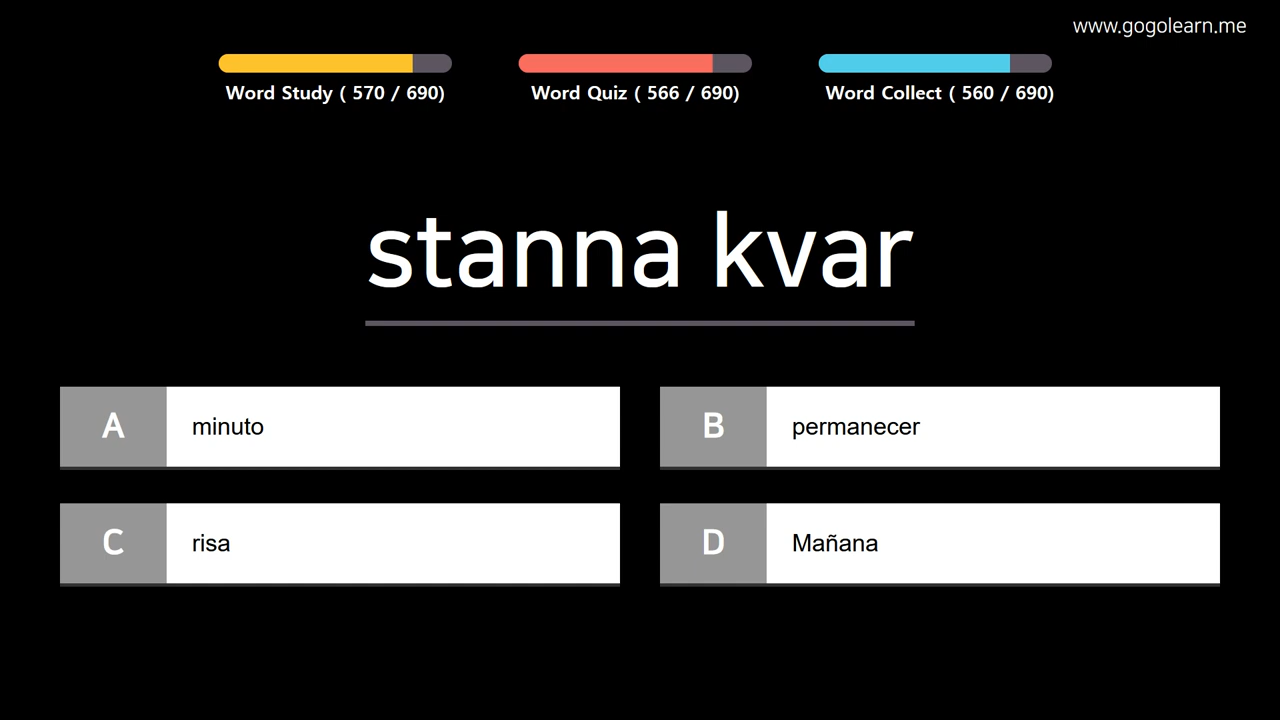 www.gogolearn.me
Word Study ( 570 / 690)
Word Quiz ( 566 / 690)
Word Collect ( 560 / 690)
stanna kvar
A minuto
B permanecer
C risa
D Mañana